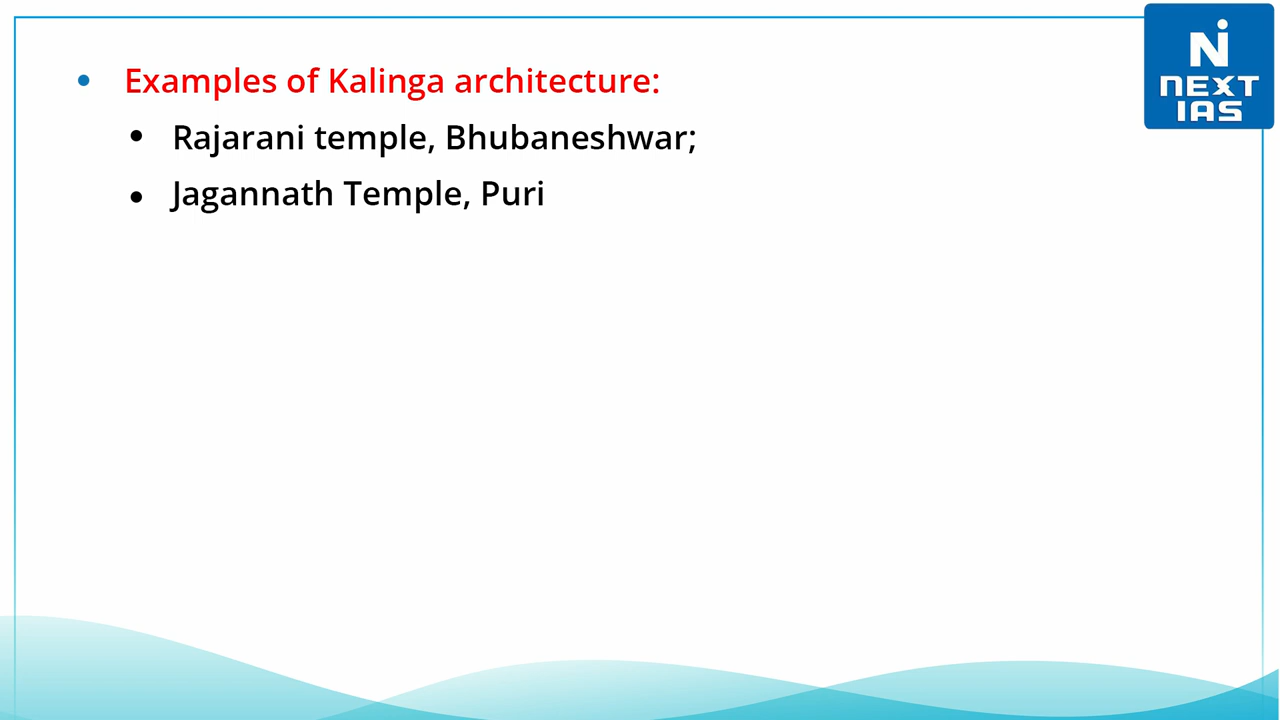 • Examples of Kalinga architecture:
• Rajarani temple, Bhubaneshwar;
• Jagannath Temple, Puri
N
NEXT
IAS